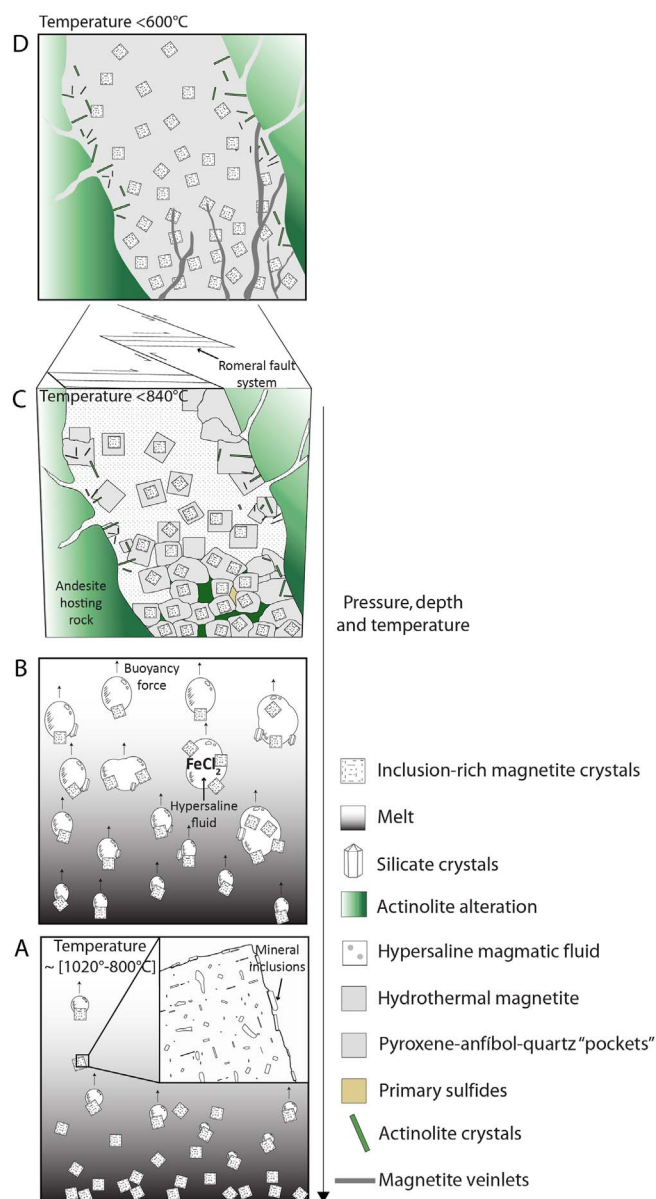 Temperature <600°C
D
Romeral fault
system
C
Temperature <840°C
Andesite
hosting
rock
Pressure, depth
and temperature
B
Buoyancy
force
FeCl2
Hypersaline
fluid
A
Temperature
~ [1020°-800°C]
Mineral
inclusions
Inclusion-rich magnetite crystals
Melt
Silicate crystals
Actinolite alteration
Hypersaline magmatic fluid
Hydrothermal magnetite
Pyroxene-anfíbol-quartz "pockets"
Primary sulfides
Actinolite crystals
Magnetite veinlets